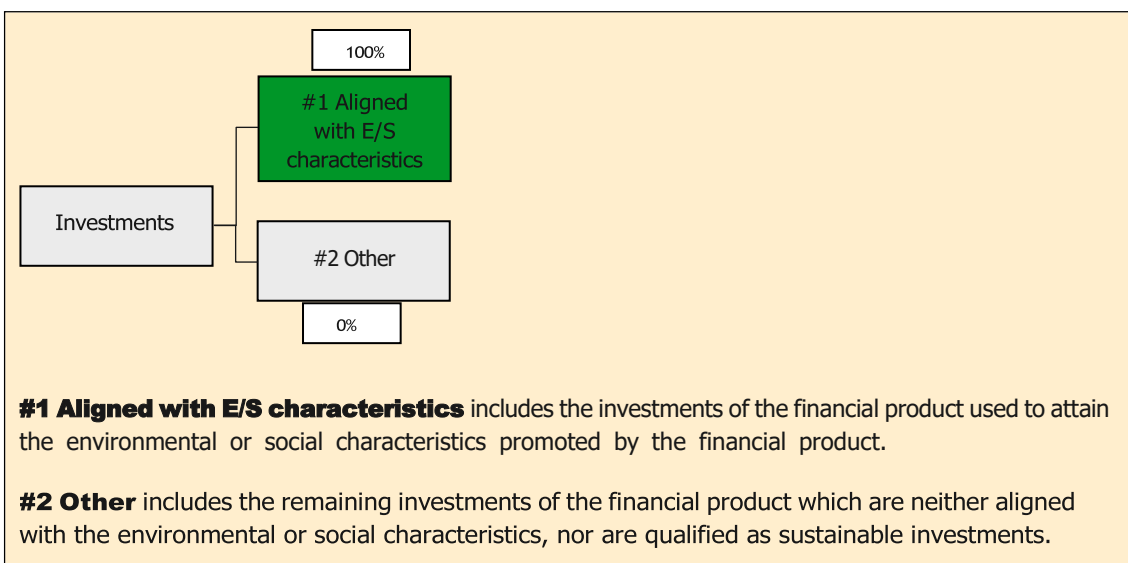 100%
#1 Aligned
with E/S
characteristics
Investments
#2 Other
0%
#1 Aligned with E/S characteristics includes the investments of the financial product used to attain
the environmental or social characteristics promoted by the financial product.
#2 Other includes the remaining investments of the financial product which are neither aligned
with the environmental or social characteristics, nor are qualified as sustainable investments.